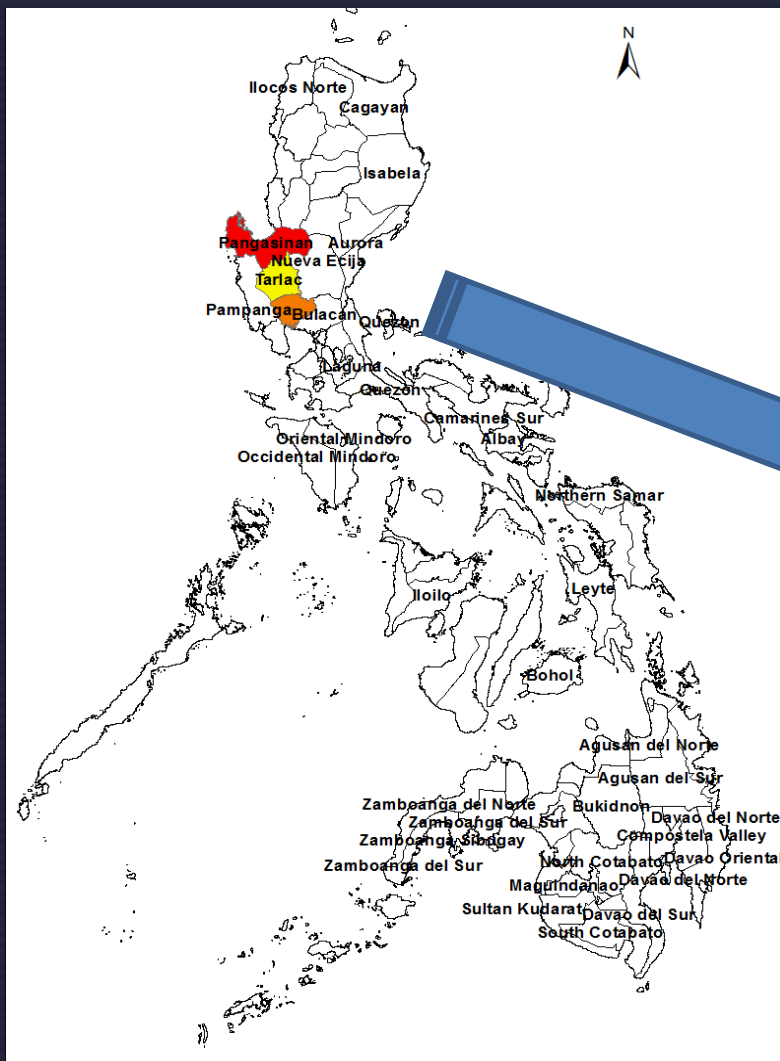 N
Ilocos Norte
Cagayan
Isabela
Pangasinan
Aurora
Nueva Ecija
Tarlac
Pampanga
Bulacan
Quezon
Laguna
Quezon
Camarines Sur
Oriental Mindoro
Albay
Occidental Mindoro
Northern Samar
Iloilo
Leyte
Bohol
Agusan del Norte
Agusan del Sur
Zamboanga del Norte
Bukidnon
Zamboanga del Sur
Davao del Norte
Compostela Valley
Zamboanga Sibugay
North Cotabato
Davao Oriental
Zamboanga del Sur
Maguindanao
Davao del Norte
Sultan Kudarat
Davao del Sur
South Cotabato